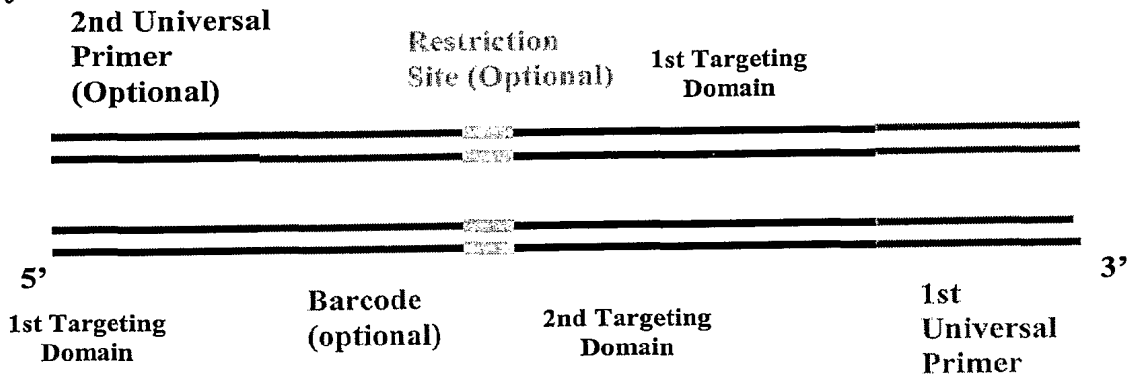 2nd Universal
Primer
(Optional)
Restriction
Site (Optional)
1st Targeting
Domain
5’
3’
1st Targeting
Domain
Barcode
(optional)
2nd Targeting
Domain
1st
Universal
Primer